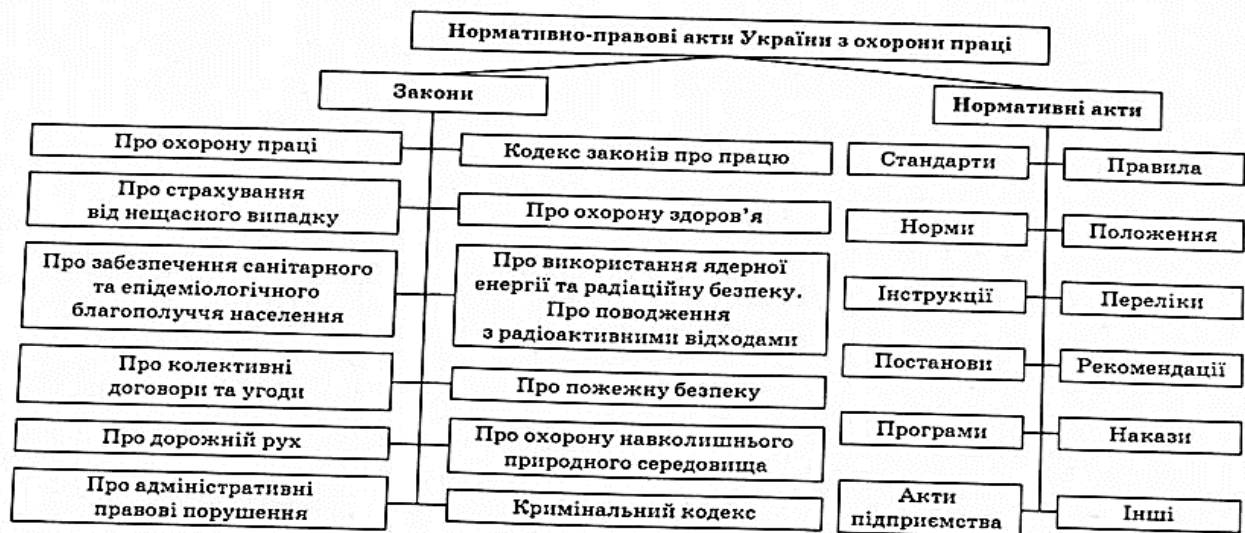 Нормативно-правові акти України з охорони праці
Закони
Нормативні акти
Про охорону праці
Кодекс законів про працю
Стандарти
Правила
Про страхування
від нещасного випадку
Про охорону здоров’я
Норми
Положення
Про забезпечення санітарного
та епідеміологічного
благополуччя населення
Про використання ядерної
енергії та радіаційну безпеку.
Про поводження
з радіоактивними відходами
Інструкції
Переліки
Про колективні
договори та угоди
Про пожежну безпеку
Постанови
Рекомендації
Про дорожній рух
Про охорону навколишнього
природного середовища
Програми
Накази
Про адміністративні
правові порушення
Кримінальний кодекс
Акти
підприємства
Інші